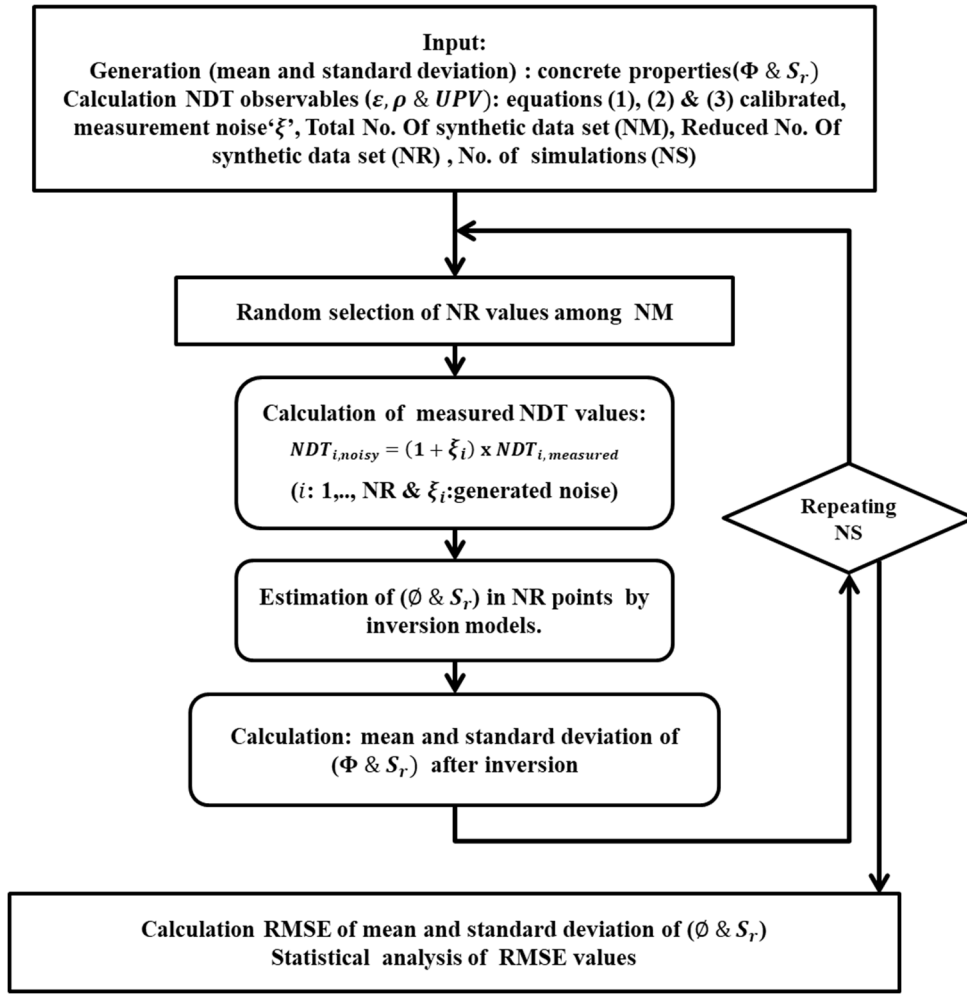 Input:
Generation (mean and standard deviation) : concrete properties(Φ & Sᵣ)
Calculation NDT observables (ε, ρ & UPV): equations (1), (2) & (3) calibrated,
measurement noise‘ξ’, Total No. Of synthetic data set (NM), Reduced No. Of
synthetic data set (NR) , No. of simulations (NS)
Random selection of NR values among NM
Calculation of measured NDT values:
NDTi,noisy = (1 + ξi) x NDTi,measured
(i: 1,.., NR & ξi:generated noise)
Repeating
NS
Estimation of (Ø & Sᵣ) in NR points by
inversion models.
Calculation: mean and standard deviation of
(Φ & Sᵣ) after inversion
Calculation RMSE of mean and standard deviation of (Ø & Sᵣ)
Statistical analysis of RMSE values